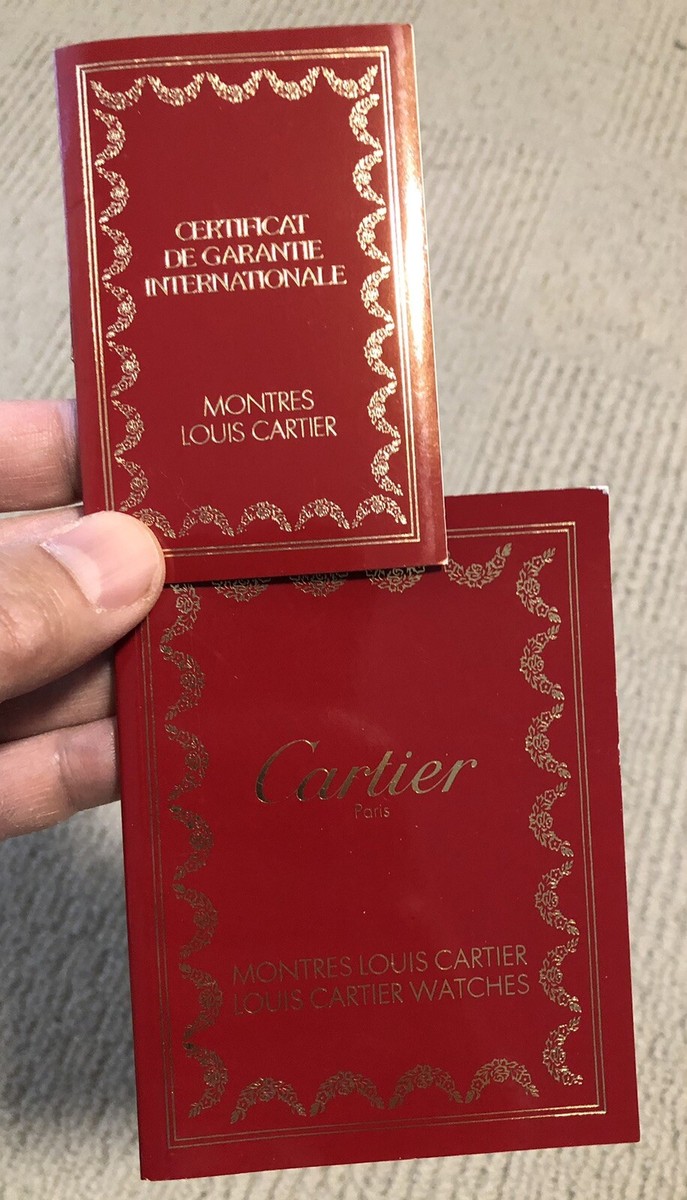 CERTIFICAT
DE GARANTIE
INTERNATIONALE
MONTRES
LOUIS CARTIER
Cartier
Paris
MONTRES LOUIS CARTIER
LOUIS CARTIER WATCHES